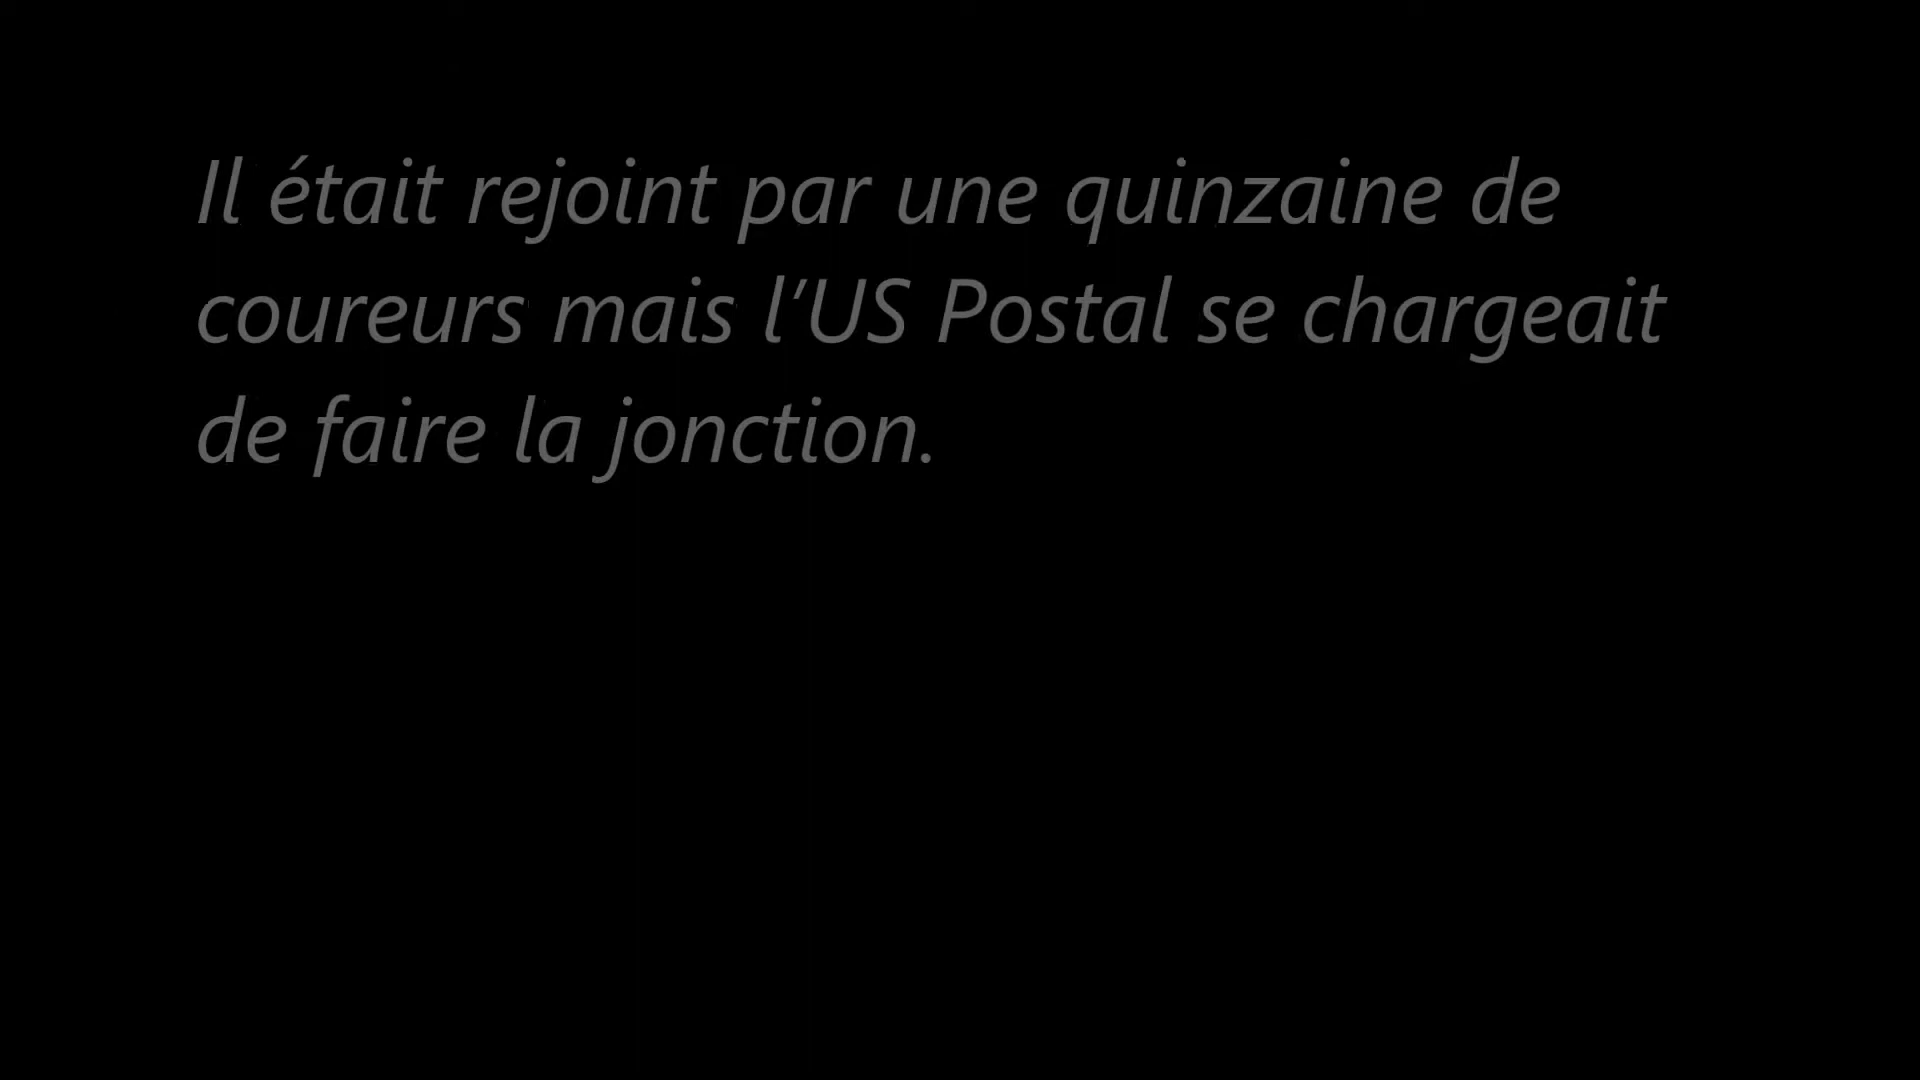 Il était rejoint par une quinzaine de
coureurs mais l’US Postal se chargeait
de faire la jonction.